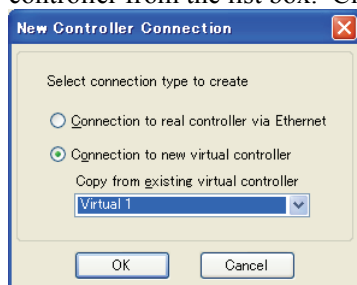 controller from the list box. Cl
New Controller Connection
Select connection type to create
Connection to real controller via Ethernet
Connection to new virtual controller
Copy from existing virtual controller
Virtual 1
OK
Cancel